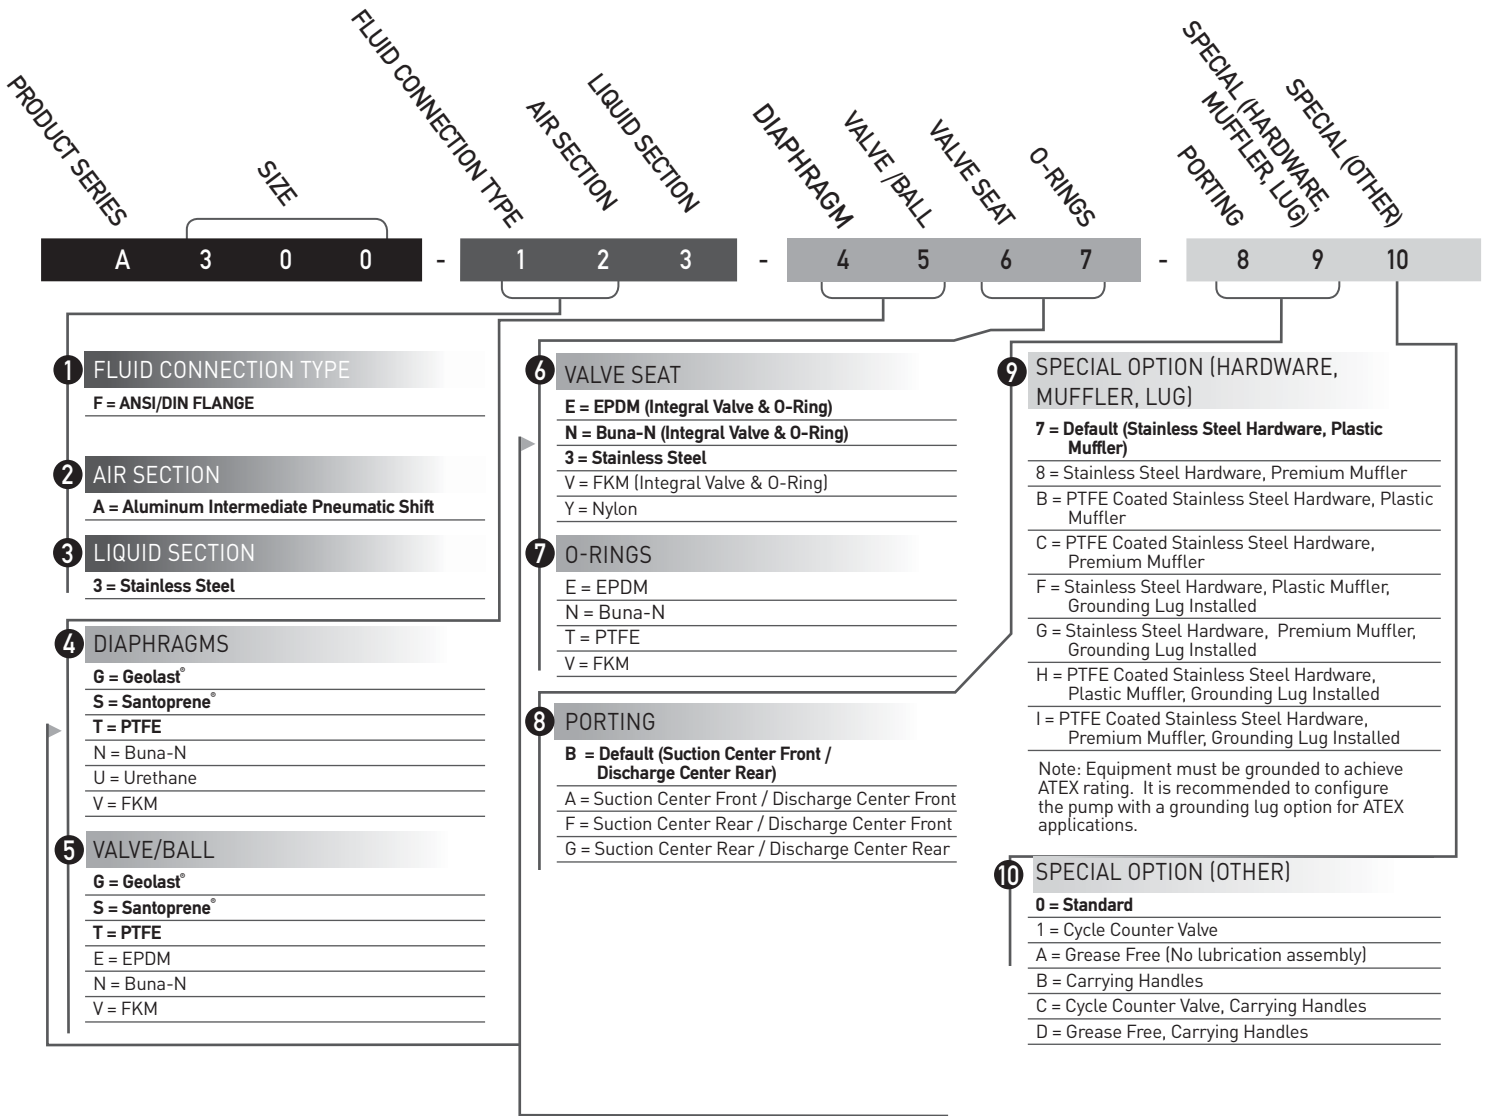 PRODUCT SERIES
SIZE
FLUID CONNECTION TYPE
AIR SECTION
LIQUID SECTION
DIAPHRAGM
VALVE /BALL
VALVE SEAT
O-RINGS
PORTING
SPECIAL (HARDWARE,
MUFFLER, LUG)
SPECIAL (OTHER)
A 3 0 0 - 1 2 3 - 4 5 6 7 - 8 9 10
1 FLUID CONNECTION TYPE
F = ANSI/DIN FLANGE
2 AIR SECTION
A = Aluminum Intermediate Pneumatic Shift
3 LIQUID SECTION
3 = Stainless Steel
4 DIAPHRAGMS
G = Geolast®
S = Santoprene®
T = PTFE
N = Buna-N
U = Urethane
V = FKM
5 VALVE/BALL
G = Geolast®
S = Santoprene®
T = PTFE
E = EPDM
N = Buna-N
V = FKM
6 VALVE SEAT
E = EPDM (Integral Valve & O-Ring)
N = Buna-N (Integral Valve & O-Ring)
3 = Stainless Steel
V = FKM (Integral Valve & O-Ring)
Y = Nylon
7 O-RINGS
E = EPDM
N = Buna-N
T = PTFE
V = FKM
8 PORTING
B = Default (Suction Center Front /
Discharge Center Rear)
A = Suction Center Front / Discharge Center Front
F = Suction Center Rear / Discharge Center Front
G = Suction Center Rear / Discharge Center Rear
9 SPECIAL OPTION (HARDWARE,
MUFFLER, LUG)
7 = Default (Stainless Steel Hardware, Plastic
Muffler)
8 = Stainless Steel Hardware, Premium Muffler
B = PTFE Coated Stainless Steel Hardware, Plastic
Muffler
C = PTFE Coated Stainless Steel Hardware,
Premium Muffler
F = Stainless Steel Hardware, Plastic Muffler,
Grounding Lug Installed
G = Stainless Steel Hardware, Premium Muffler,
Grounding Lug Installed
H = PTFE Coated Stainless Steel Hardware,
Plastic Muffler, Grounding Lug Installed
I = PTFE Coated Stainless Steel Hardware,
Premium Muffler, Grounding Lug Installed
Note: Equipment must be grounded to achieve
ATEX rating. It is recommended to configure
the pump with a grounding lug option for ATEX
applications.
10 SPECIAL OPTION (OTHER)
0 = Standard
1 = Cycle Counter Valve
A = Grease Free (No lubrication assembly)
B = Carrying Handles
C = Cycle Counter Valve, Carrying Handles
D = Grease Free, Carrying Handles